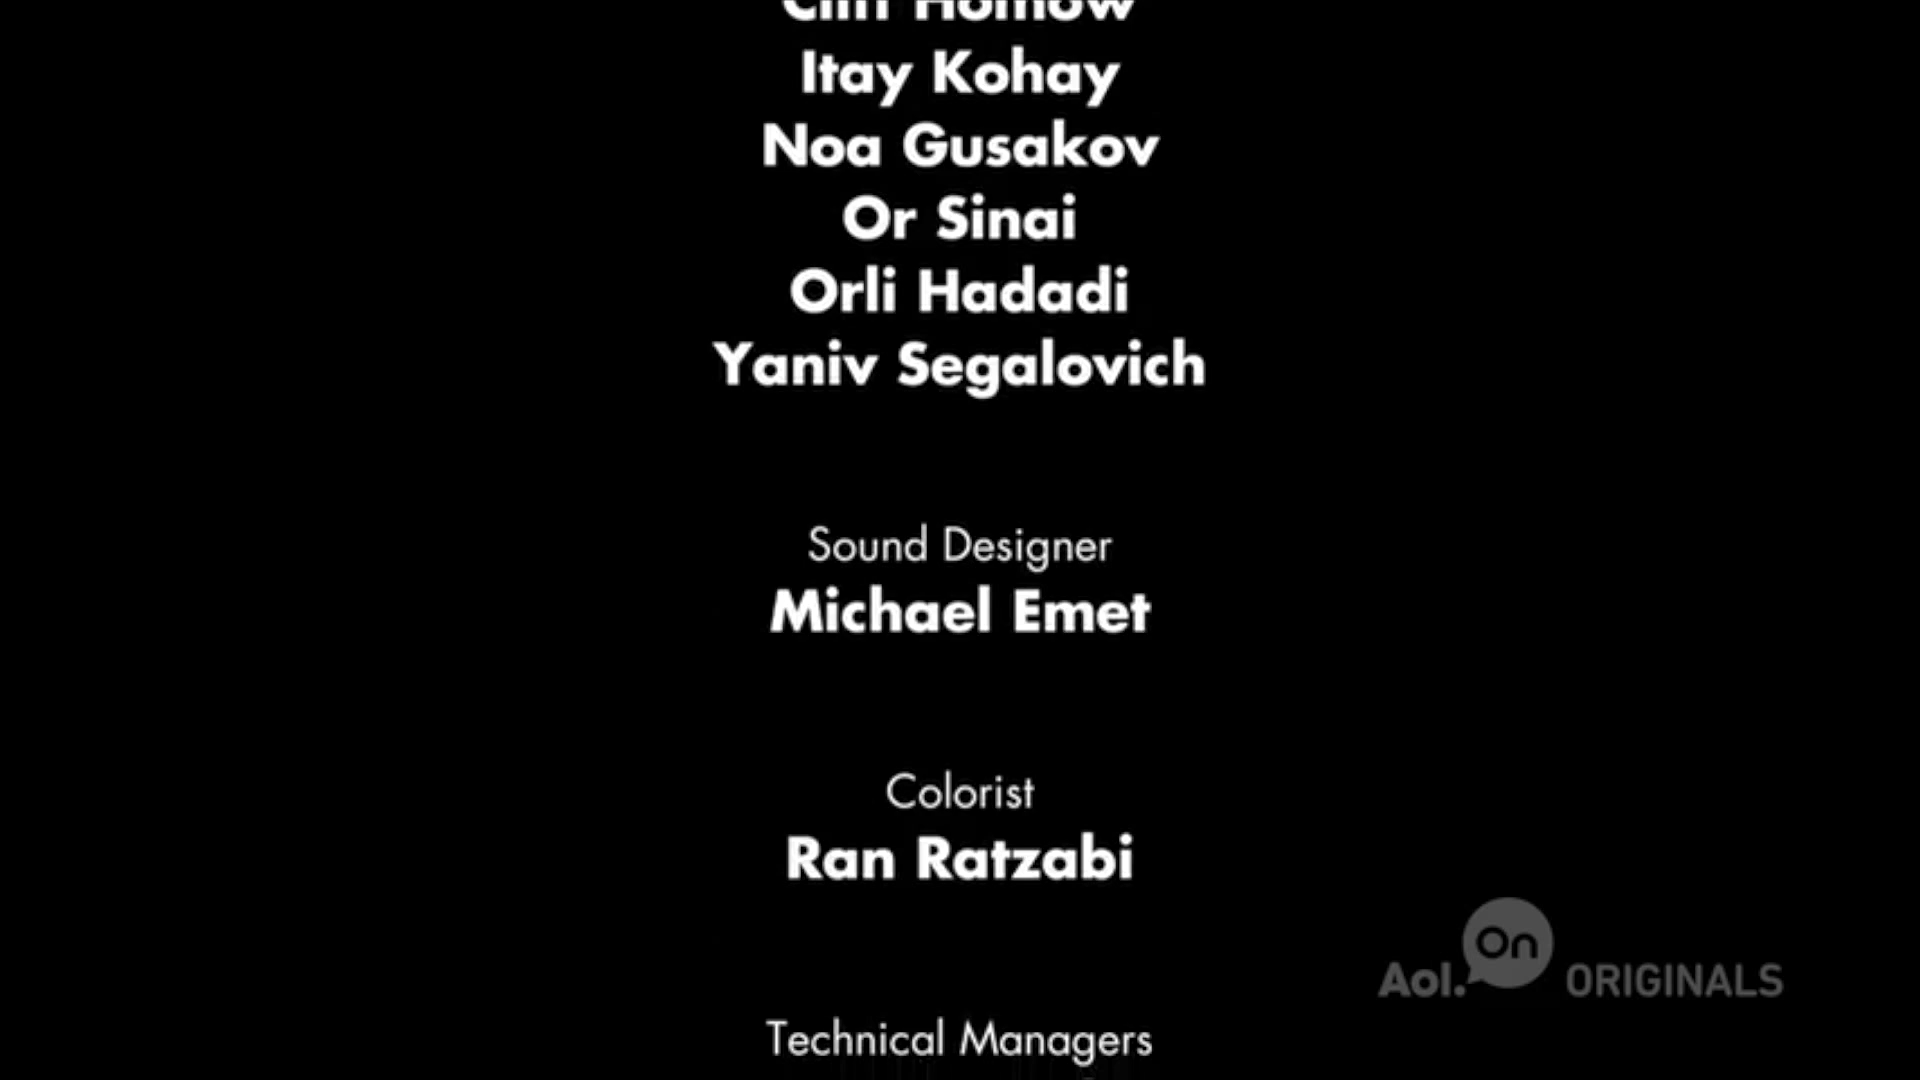 Itay Kohay
Noa Gusakov
Or Sinai
Orli Hadadi
Yaniv Segalovich
Sound Designer
Michael Emet
Colorist
Ran Ratzabi
Aol. On ORIGINALS
Technical Managers